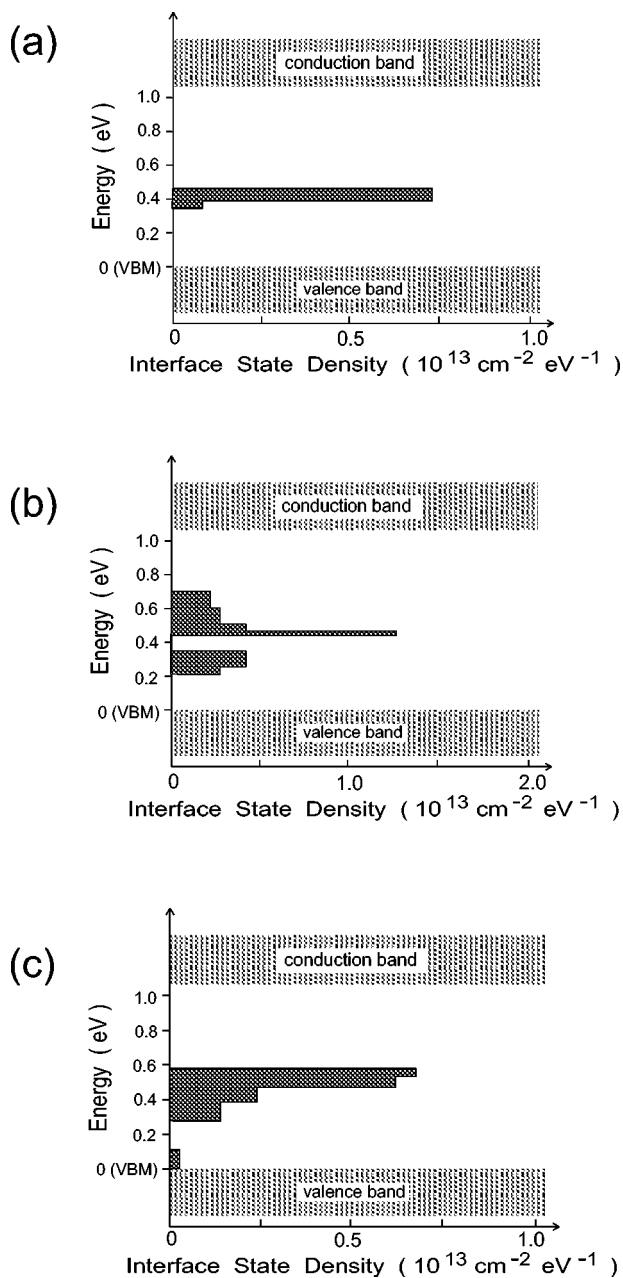 (a)
conduction band
1.0
0.8
0.6
0.4
0.2
0 (VBM)
Energy ( eV )
valence band
0 0.5 1.0
Interface State Density ( 10 13 cm−2 eV−1 )
(b)
conduction band
1.0
0.8
0.6
0.4
0.2
0 (VBM)
Energy ( eV )
valence band
0 1.0 2.0
Interface State Density ( 10 13 cm−2 eV−1 )
(c)
conduction band
1.0
0.8
0.6
0.4
0.2
0 (VBM)
Energy ( eV )
valence band
0 0.5 1.0
Interface State Density ( 10 13 cm−2 eV−1 )